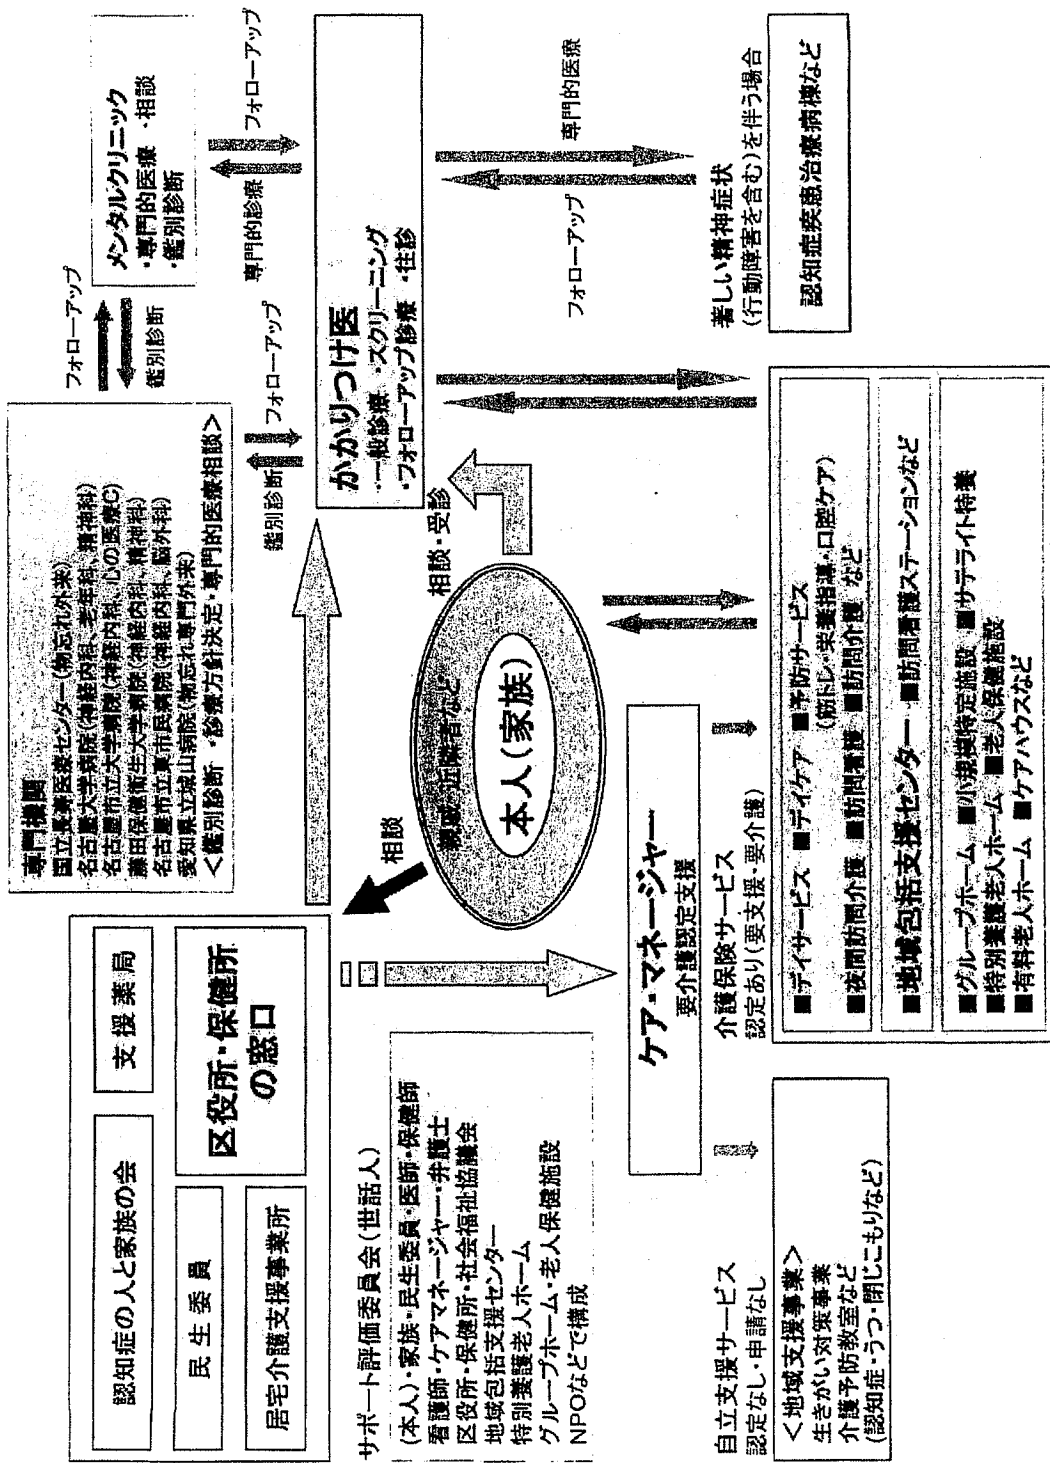 認知症の人と家族の会
支援薬局
民生委員
区役所・保健所
の窓口
居宅介護支援事業所
専門機関
国立長寿医療センター(物忘れ外来)
名古屋大学病院(神経内科、老年科、精神科)
名古屋市立大学病院(神経内科、心の医療C)
藤田保健衛生大学病院(神経内科、精神科)
名古屋市立東市民病院(神経内科、脳外科)
愛知県立城山病院(物忘れ専門外来)
<鑑別診断・診療方針決定・専門的医療相談>
フォローアップ
鑑別診断
メンタルクリニック
・専門的医療 ・相談
・鑑別診断
鑑別診断
フォローアップ
専門的診療
フォローアップ
相談
サポート評価委員会(世話人)
(本人)・家族・民生委員・医師・保健師
看護師・ケアマネージャー・弁護士
区役所・保健所・社会福祉協議会
地域包括支援センター
特別養護老人ホーム
グループホーム・老人保健施設
NPOなどで構成
親戚・近隣者など
本人(家族)
相談・受診
かかりつけ医
・一般診療 ・スクリーニング
・フォローアップ診療 ・往診
フォローアップ
専門的医療
ケア・マネージャー
要介護認定支援
自立支援サービス
認定なし・申請なし
介護保険サービス
認定あり(要支援・要介護)
著しい精神症状
(行動障害を含む)を伴う場合
<地域支援事業>
生きがい対策事業
介護予防教室など
(認知症・うつ・閉じこもりなど)
■デイサービス ■デイケア ■予防サービス
(筋トレ・栄養指導・口腔ケア)
■夜間訪問介護 ■訪問看護 ■訪問介護 など
■地域包括支援センター ■訪問看護ステーションなど
■グループホーム ■小規模特定施設 ■サテライト特養
■特別養護老人ホーム ■老人保健施設
■有料老人ホーム ■ケアハウスなど
認知症疾患治療病棟など